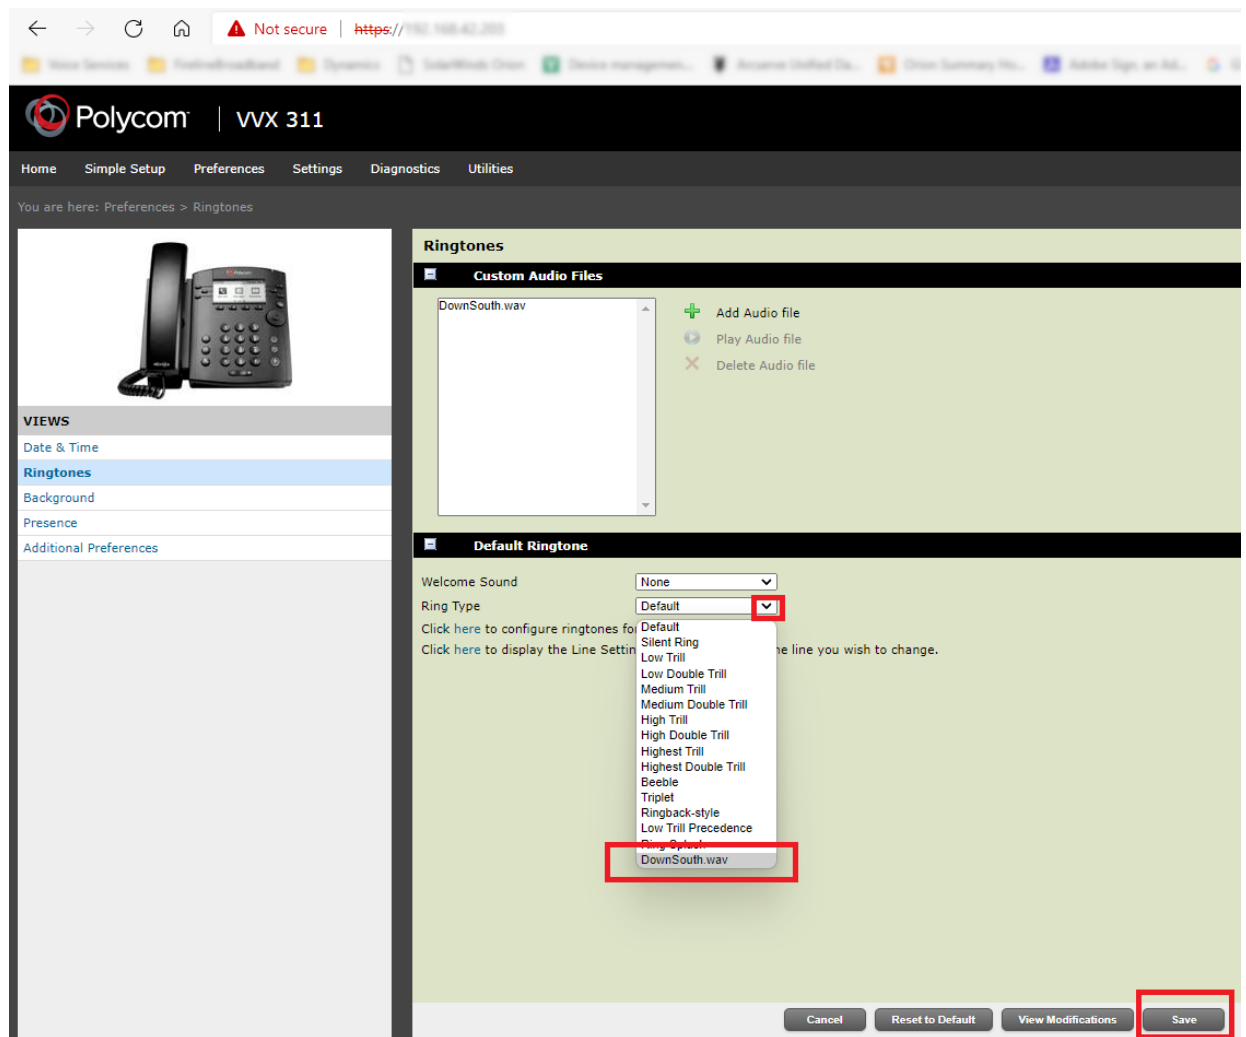 Not secure | https://
Polycom | VVX 311
Home Simple Setup Preferences Settings Diagnostics Utilities
You are here: Preferences > Ringtones
VIEWS
Date & Time
Ringtones
Background
Presence
Additional Preferences
Ringtones
Custom Audio Files
DownSouth.wav
Add Audio file
Play Audio file
Delete Audio file
Default Ringtone
Welcome Sound None
Ring Type Default
Click here to configure ringtones fo
Click here to display the Line Settin he line you wish to change.
Default
Silent Ring
Low Trill
Low Double Trill
Medium Trill
Medium Double Trill
High Trill
High Double Trill
Highest Trill
Highest Double Trill
Beeble
Triplet
Ringback-style
Low Trill Precedence
Ring Splash
DownSouth.wav
Cancel Reset to Default View Modifications Save